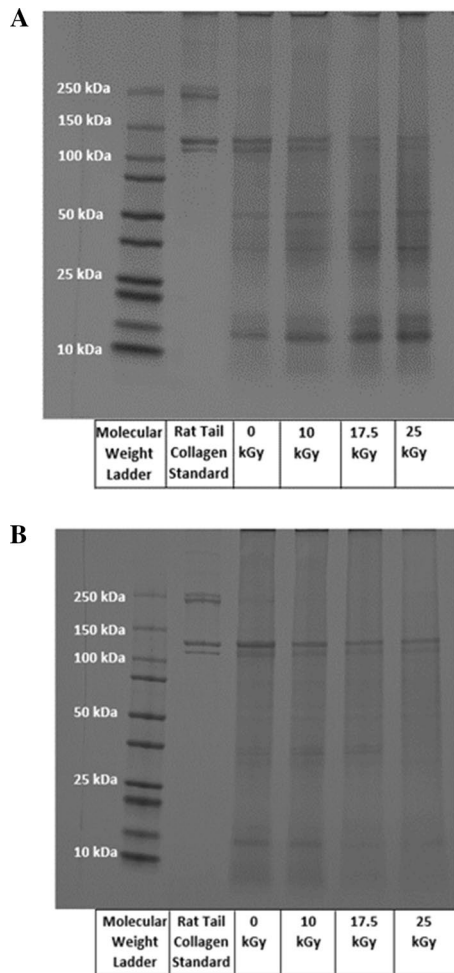 A
250 kDa
150 kDa
100 kDa
50 kDa
25 kDa
10 kDa
Molecular Weight Ladder
Rat Tail Collagen Standard
0 kGy
10 kGy
17.5 kGy
25 kGy
B
250 kDa
150 kDa
100 kDa
50 kDa
25 kDa
10 kDa
Molecular Weight Ladder
Rat Tail Collagen Standard
0 kGy
10 kGy
17.5 kGy
25 kGy